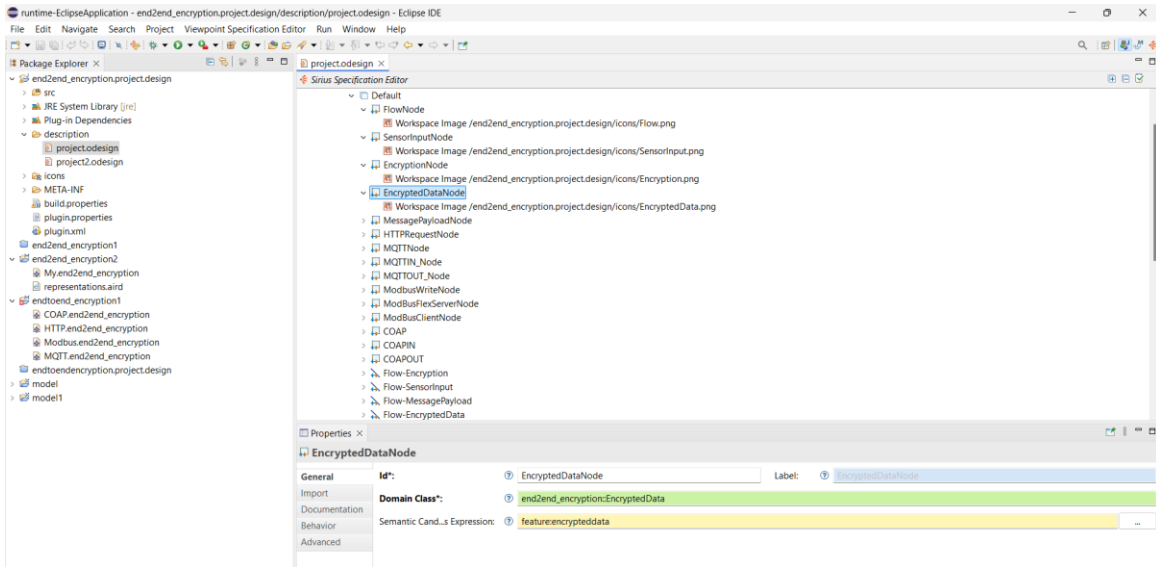 runtime-EclipseApplication - end2end_encryption.project.design/description/project.odesign - Eclipse IDE
File Edit Navigate Search Project Viewpoint Specification Editor Run Window Help
Package Explorer
end2end_encryption.project.design
src
JRE System Library [jre]
Plug-in Dependencies
description
project.odesign
project2.odesign
icons
META-INF
build.properties
plugin.properties
plugin.xml
end2end_encryption1
end2end_encryption2
My.end2end_encryption
representations.aird
endtoend_encryption1
COAP.end2end_encryption
HTTP.end2end_encryption
Modbus.end2end_encryption
MQTT.end2end_encryption
endtoendencryption.project.design
model
model1
project.odesign
Sirius Specification Editor
Default
FlowNode
Workspace Image /end2end_encryption.project.design/icons/Flow.png
SensorInputNode
Workspace Image /end2end_encryption.project.design/icons/SensorInput.png
EncryptionNode
Workspace Image /end2end_encryption.project.design/icons/Encryption.png
EncryptedDataNode
Workspace Image /end2end_encryption.project.design/icons/EncryptedData.png
MessagePayloadNode
HTTPRequestNode
MQTTNode
MQTTIN_Node
MQTTOUT_Node
ModbusWriteNode
ModBusFlexServerNode
ModBusClientNode
COAP
COAPIN
COAPOUT
Flow-Encryption
Flow-SensorInput
Flow-MessagePayload
Flow-EncryptedData
Properties
EncryptedDataNode
General
Import
Documentation
Behavior
Advanced
Id*: EncryptedDataNode Label: EncryptedDataNode
Domain Class*: end2end_encryption::EncryptedData
Semantic Cand...s Expression: feature:encrypteddata ...